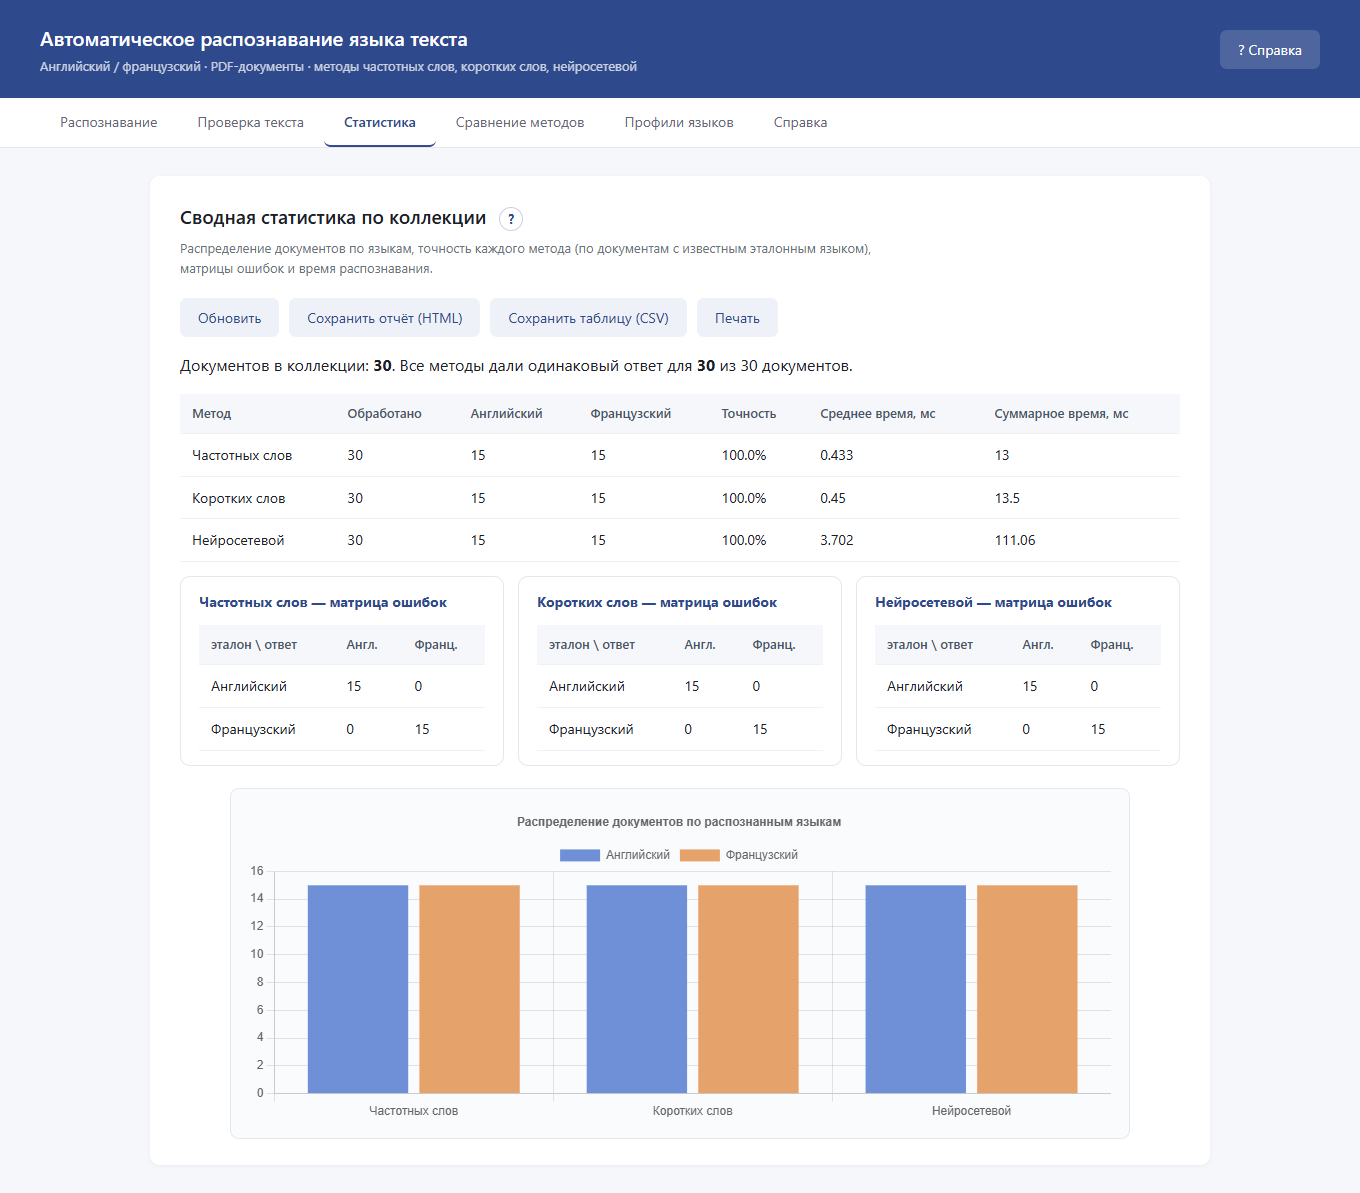 Автоматическое распознавание языка текста
Английский / французский · PDF-документы · методы частотных слов, коротких слов, нейросетевой
? Справка
Распознавание Проверка текста Статистика Сравнение методов Профили языков Справка
Сводная статистика по коллекции ?
Распределение документов по языкам, точность каждого метода (по документам с известным эталонным языком),
матрицы ошибок и время распознавания.
Обновить Сохранить отчёт (HTML) Сохранить таблицу (CSV) Печать
Документов в коллекции: 30. Все методы дали одинаковый ответ для 30 из 30 документов.
Метод Обработано Английский Французский Точность Среднее время, мс Суммарное время, мс
Частотных слов 30 15 15 100.0% 0.433 13
Коротких слов 30 15 15 100.0% 0.45 13.5
Нейросетевой 30 15 15 100.0% 3.702 111.06
Частотных слов — матрица ошибок
эталон \ ответ Англ. Франц.
Английский 15 0
Французский 0 15
Коротких слов — матрица ошибок
эталон \ ответ Англ. Франц.
Английский 15 0
Французский 0 15
Нейросетевой — матрица ошибок
эталон \ ответ Англ. Франц.
Английский 15 0
Французский 0 15
Распределение документов по распознанным языкам
Английский Французский
16
14
12
10
8
6
4
2
0
Частотных слов Коротких слов Нейросетевой